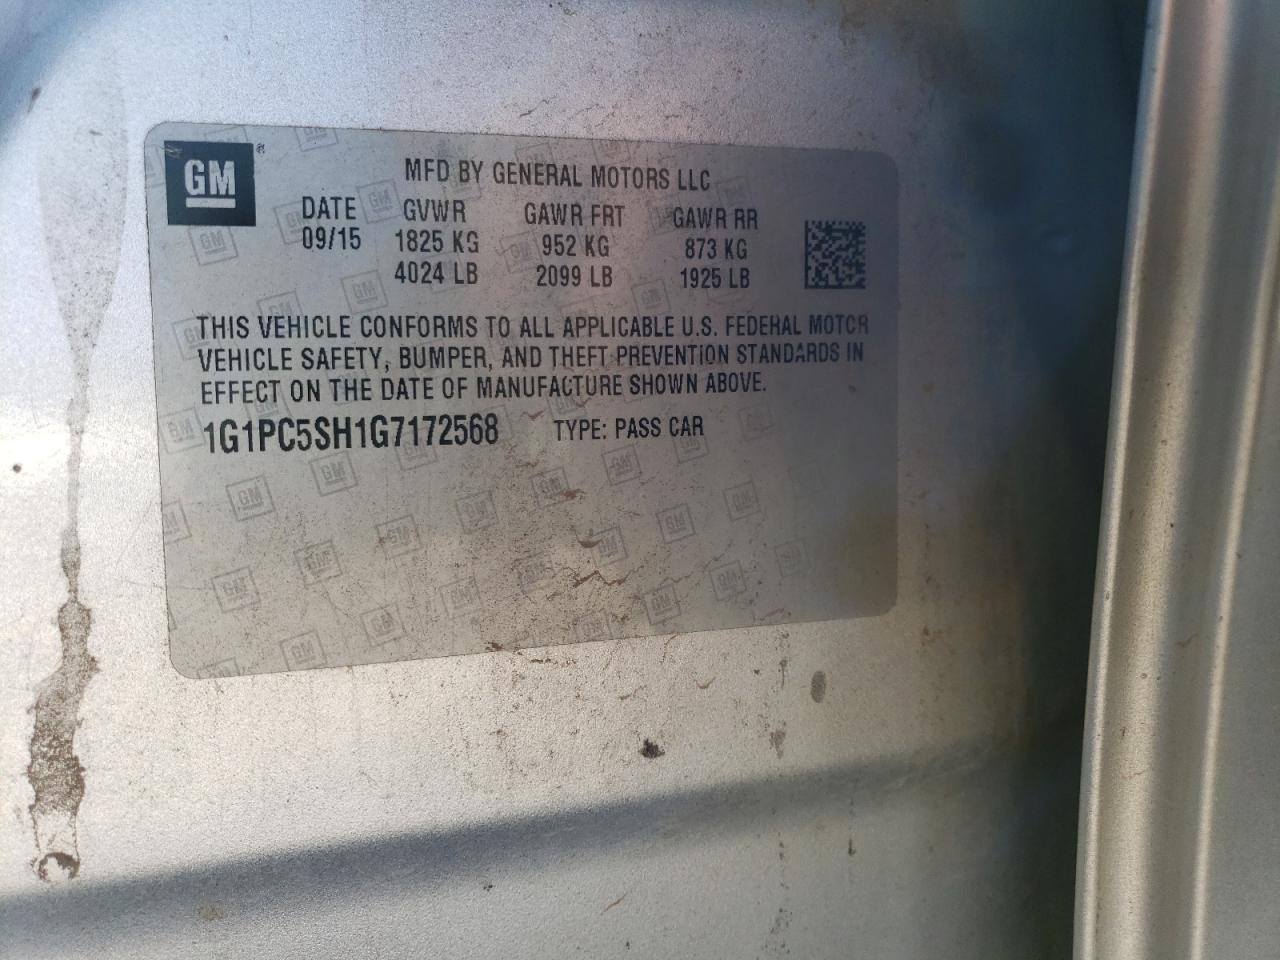 GM
MFD BY GENERAL MOTORS LLC
DATE GVWR GAWR FRT GAWR RR
09/15 1825 KG 952 KG 873 KG
4024 LB 2099 LB 1925 LB
THIS VEHICLE CONFORMS TO ALL APPLICABLE U.S. FEDERAL MOTOR
VEHICLE SAFETY, BUMPER, AND THEFT PREVENTION STANDARDS IN
EFFECT ON THE DATE OF MANUFACTURE SHOWN ABOVE.
1G1PC5SH1G7172568 TYPE: PASS CAR